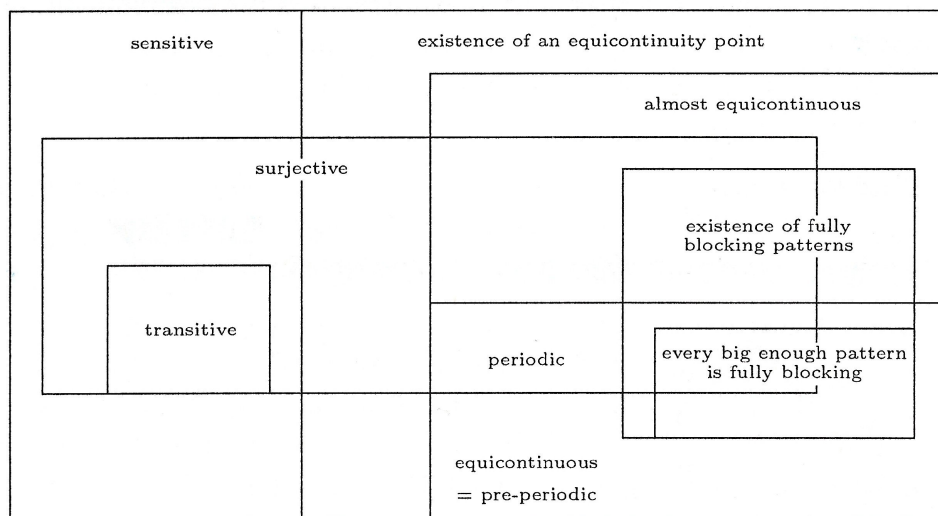 sensitive
existence of an equicontinuity point
almost equicontinuous
surjective
existence of fully
blocking patterns
transitive
periodic
every big enough pattern
is fully blocking
equicontinuous
= pre-periodic